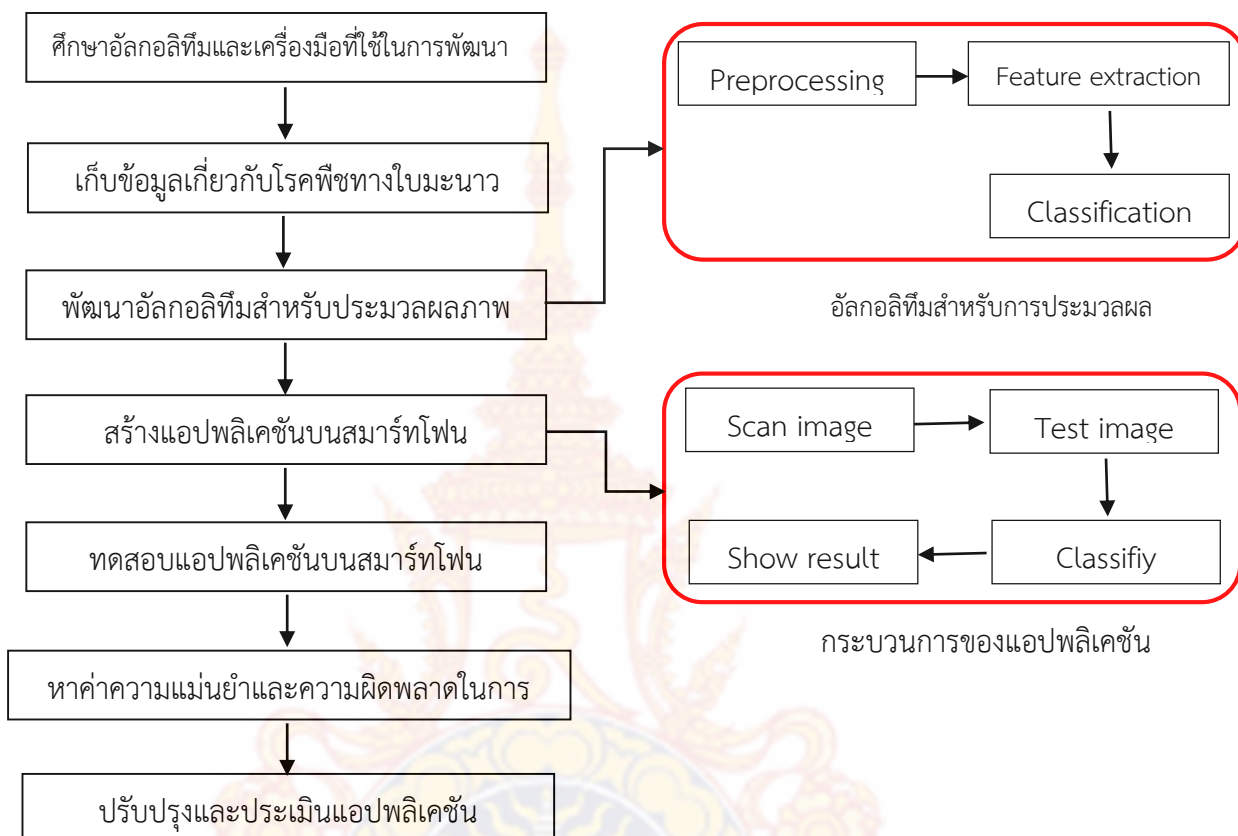 ศึกษาอัลกอลิทึมและเครื่องมือที่ใช้ในการพัฒนา
เก็บข้อมูลเกี่ยวกับโรคพืชทางใบมะนาว
พัฒนาอัลกอลิทึมสำหรับประมวลผลภาพ
สร้างแอปพลิเคชันบนสมาร์ทโฟน
ทดสอบแอปพลิเคชันบนสมาร์ทโฟน
หาค่าความแม่นยำและความผิดพลาดในการ
ปรับปรุงและประเมินแอปพลิเคชัน
Preprocessing
Feature extraction
Classification
อัลกอลิทึมสำหรับการประมวลผล
Scan image
Test image
Show result
Classifiy
กระบวนการของแอปพลิเคชัน